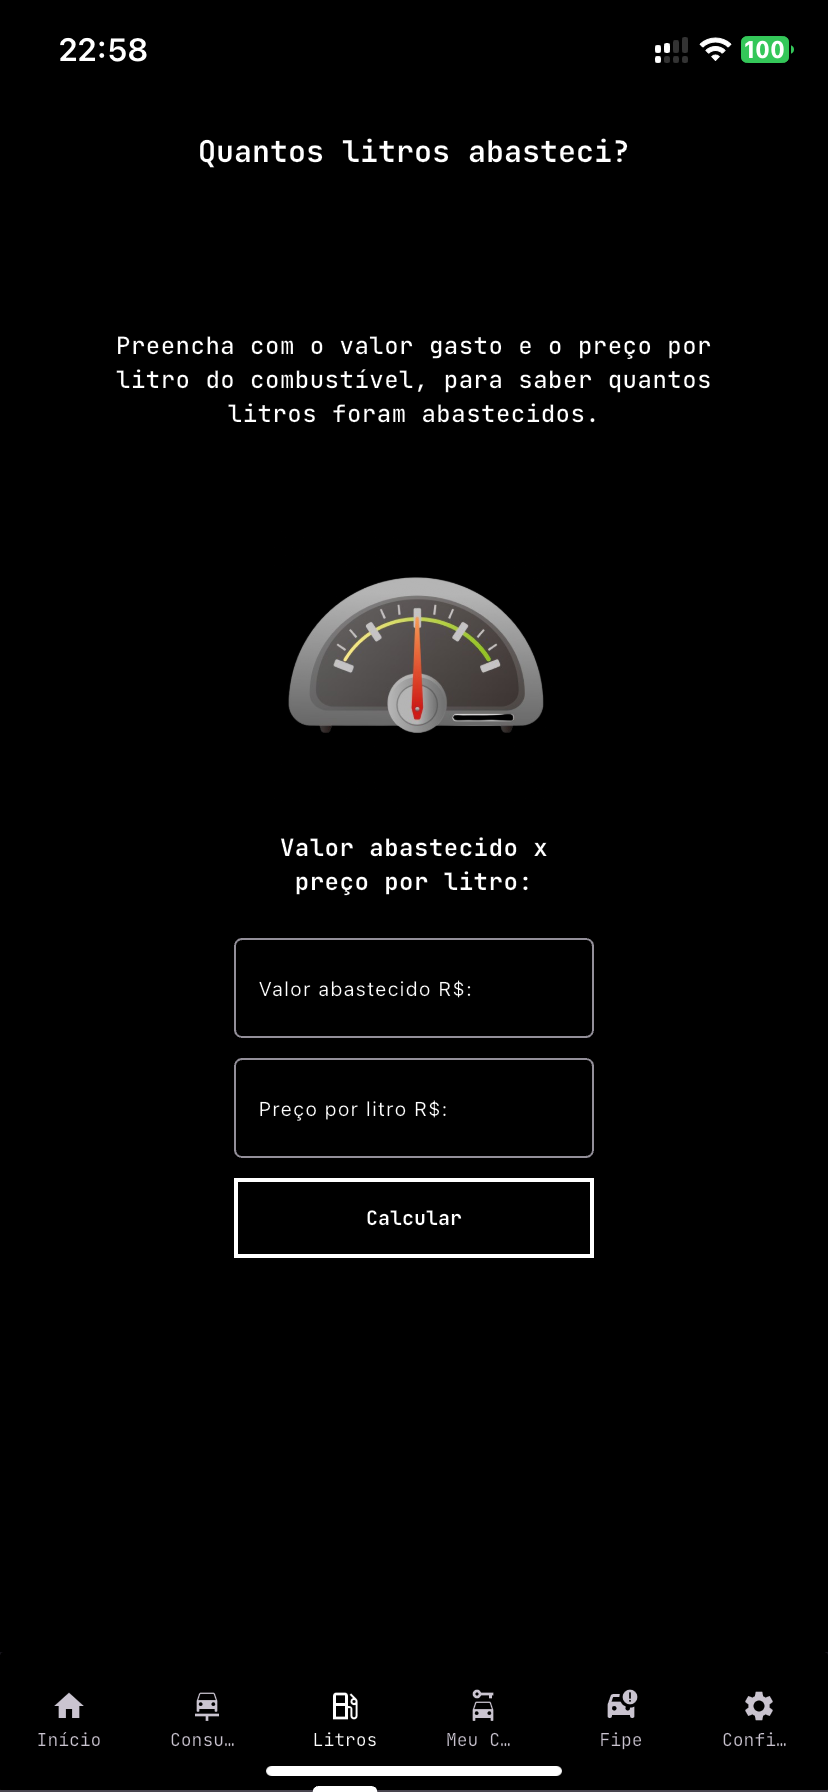 22:58
100
Quantos litros abasteci?
Preencha com o valor gasto e o preço por
litro do combustível, para saber quantos
litros foram abastecidos.
Valor abastecido x
preço por litro:
Valor abastecido R$:
Preço por litro R$:
Calcular
Início
Consu…
Litros
Meu C…
Fipe
Confi…